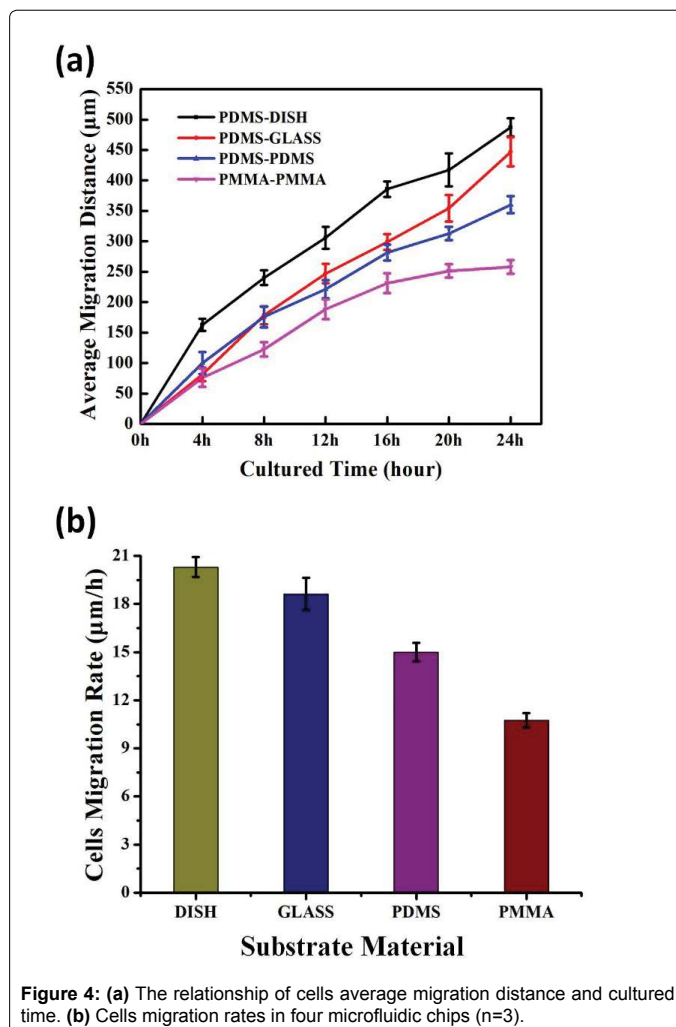 (a)
550
500
450
400
350
300
250
200
150
100
50
0
Average Migration Distance (μm)
PDMS-DISH
PDMS-GLASS
PDMS-PDMS
PMMA-PMMA
0h 4h 8h 12h 16h 20h 24h
Cultured Time (hour)
(b)
21
18
15
12
9
6
3
0
Cells Migration Rate (μm/h)
DISH GLASS PDMS PMMA
Substrate Material
Figure 4: (a) The relationship of cells average migration distance and cultured
time. (b) Cells migration rates in four microfluidic chips (n=3).